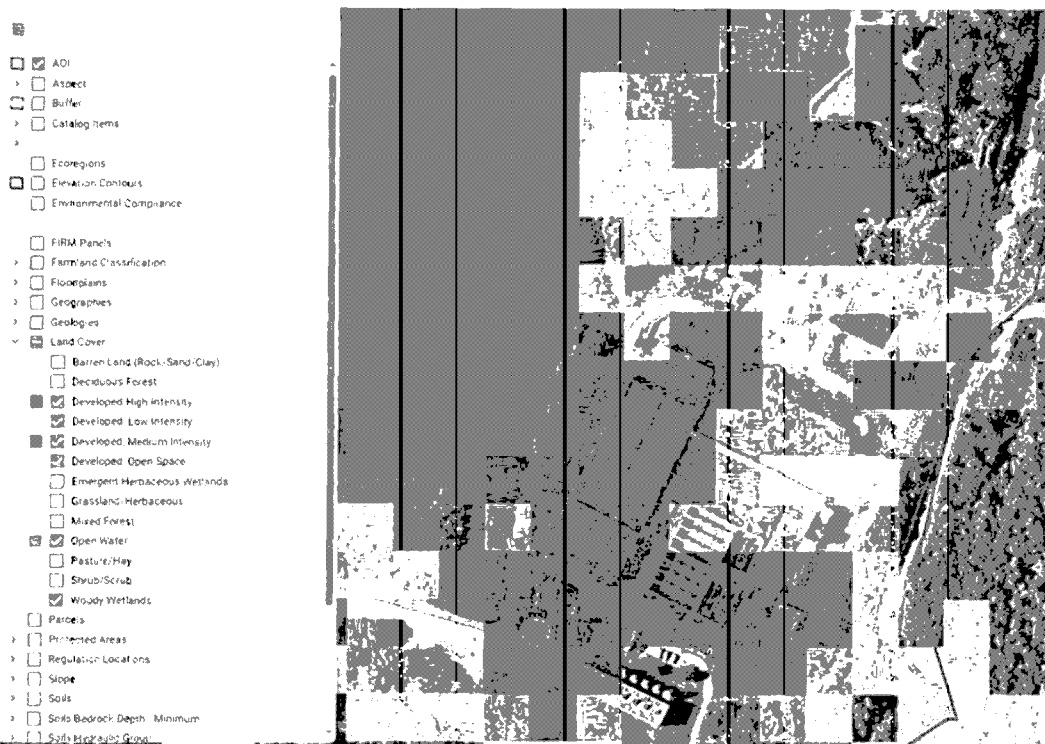 AOI
Aspect
Buffer
Catalog Items
Ecoregions
Elevation Contours
Environmental Compliance
FIRM Panels
Farmland Classification
Floodplains
Geographies
Geologies
Land Cover
Barren Land (Rock/Sand/Clay)
Deciduous Forest
Developed High Intensity
Developed, Low Intensity
Developed, Medium Intensity
Developed, Open Space
Emergent Herbaceous Wetlands
Grassland/Herbaceous
Mixed Forest
Open Water
Pasture/Hay
Shrub/Scrub
Woody Wetlands
Parcels
Protected Areas
Regulation Locations
Slope
Soils
Soils Bedrock Depth - Minimum
Soils Hydraulic Group